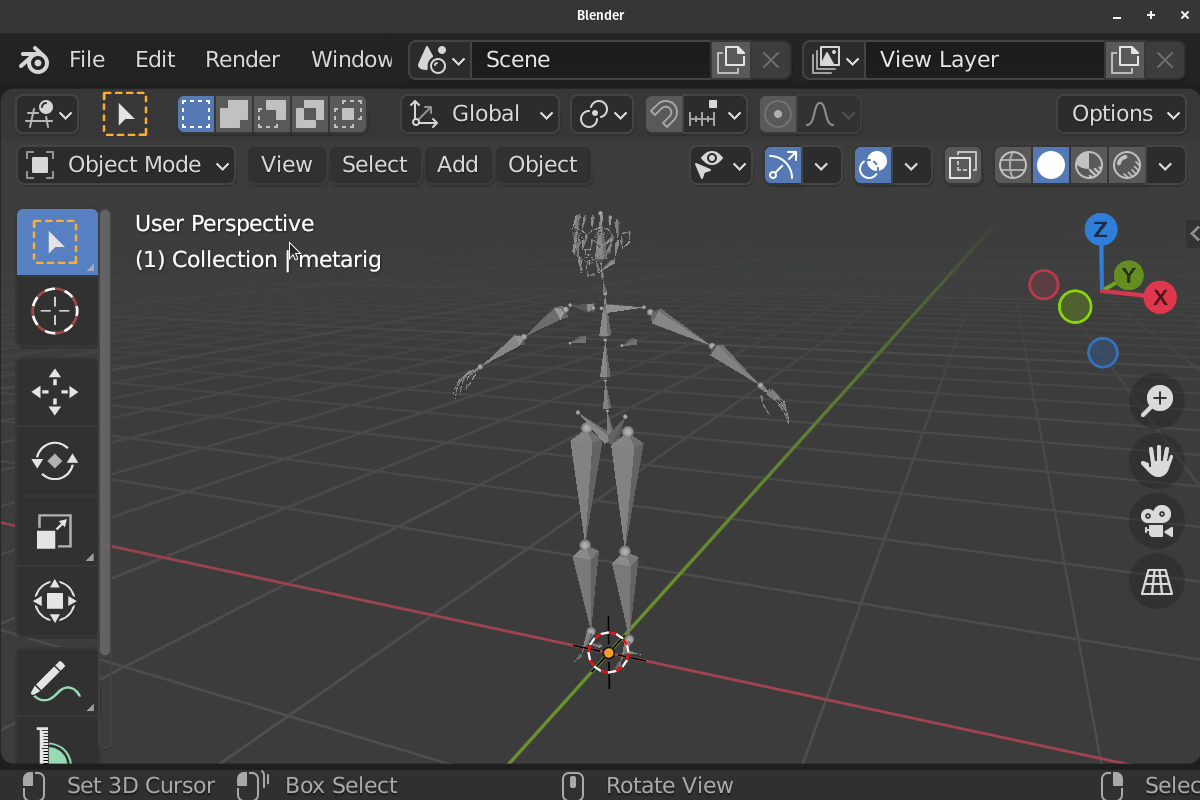 Blender
File Edit Render Window Scene View Layer
Global Options
Object Mode View Select Add Object
User Perspective
(1) Collection | metarig
Z
Y
X
Set 3D Cursor Box Select Rotate View Selec